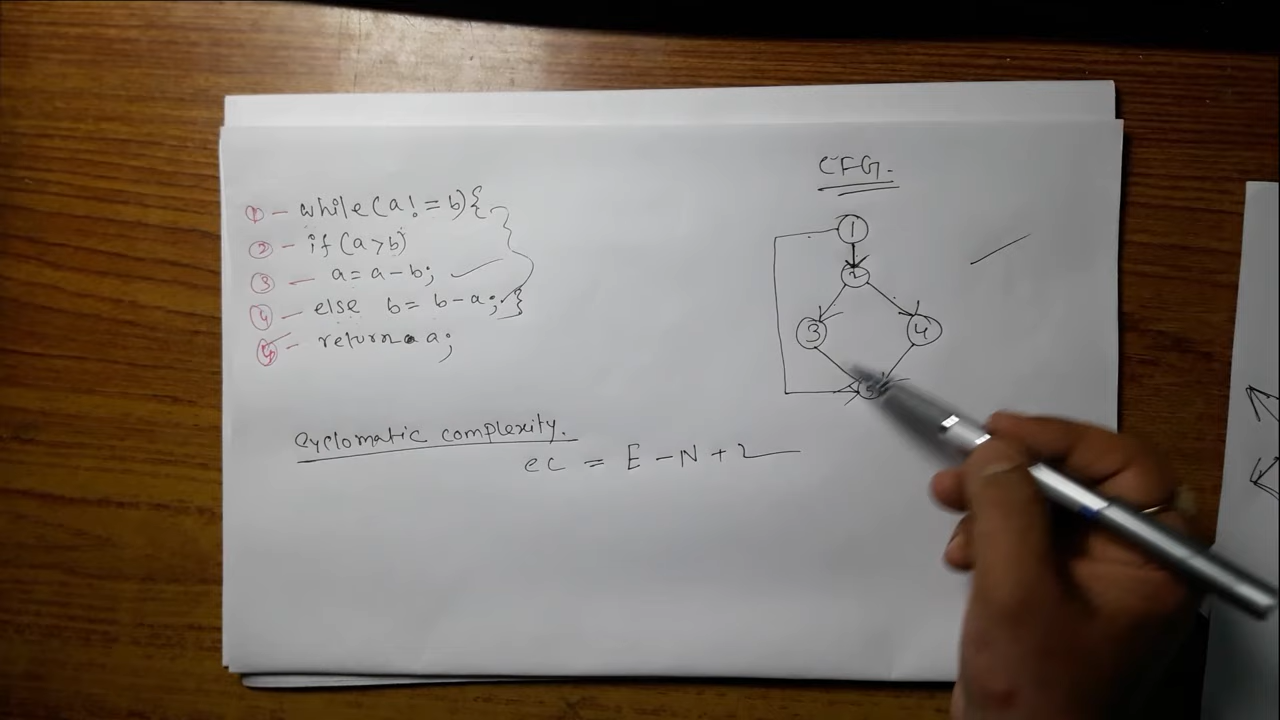 ① - while(a! = b){
② - if (a>b)
③ - a= a-b;
④ - else b= b-a; }
⑤ - return a;
Cyclomatic complexity.
cc = E - N + 2
CFG.
1
2
3 4
5